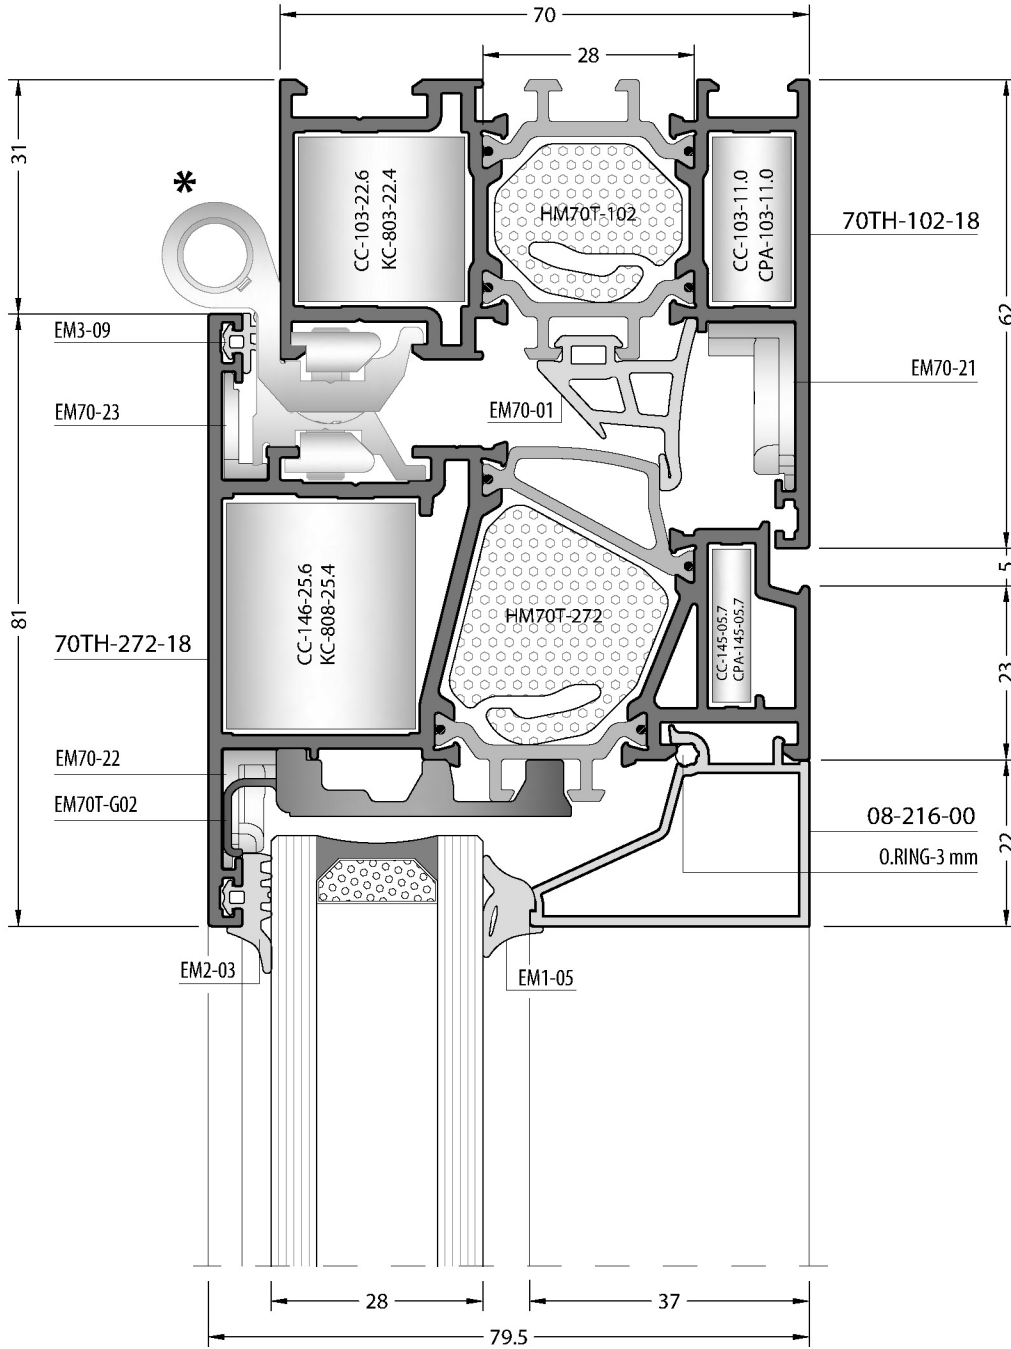 70
28
31
*
CC-103-22.6
KC-803-22.4
HM70T-102
CC-103-11.0
CPA-103-11.0
70TH-102-18
62
EM3-09
EM70-21
EM70-23
EM70-01
5
81
CC-146-25.6
KC-808-25.4
HM70T-272
CC-145-05.7
CPA-145-05.7
70TH-272-18
23
EM70-22
EM70T-G02
08-216-00
O.RING-3 mm
22
EM2-03
EM1-05
28
37
79.5